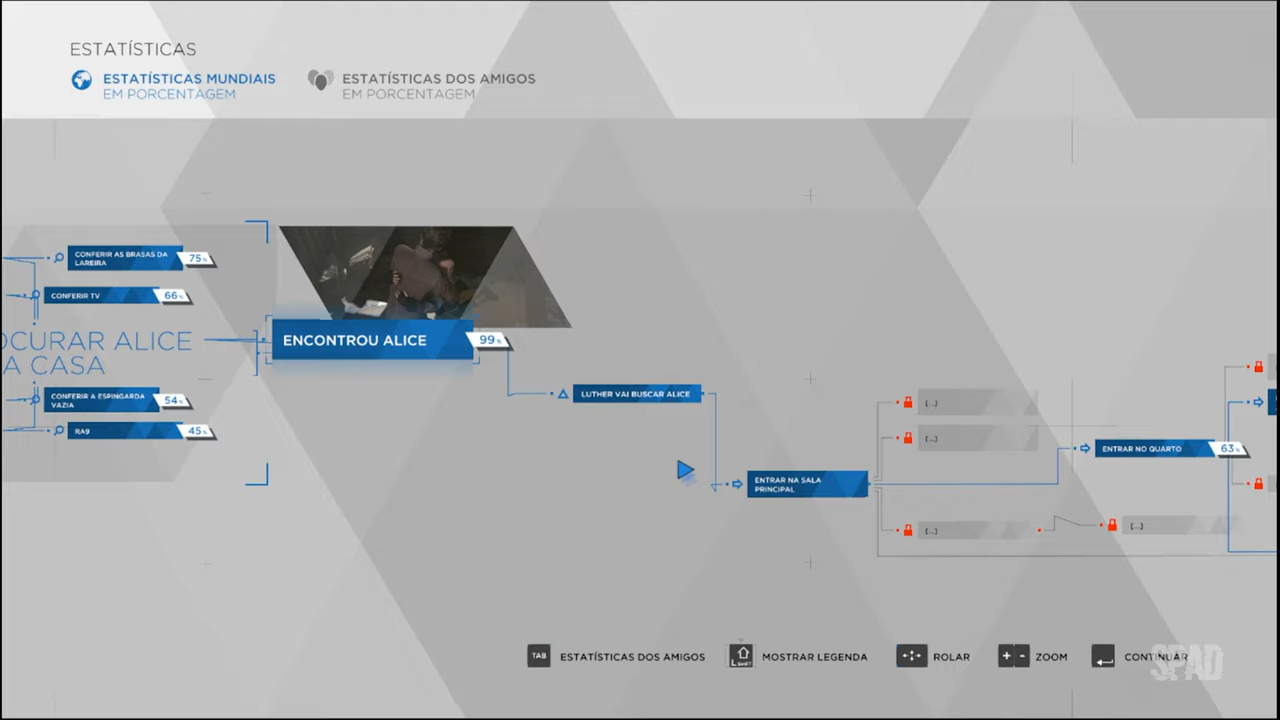 ESTATÍSTICAS
ESTATÍSTICAS MUNDIAIS
EM PORCENTAGEM
ESTATÍSTICAS DOS AMIGOS
EM PORCENTAGEM
CONFERIR AS BRASAS DA
LAREIRA
75%
CONFERIR TV
66%
OCURAR ALICE
A CASA
ENCONTROU ALICE
99%
CONFERIR A ESPINGARDA
VAZIA
54%
RA9
45%
LUTHER VAI BUSCAR ALICE
ENTRAR NA SALA
PRINCIPAL
[...]
[...]
[...]
[...]
ENTRAR NO QUARTO
63%
TAB
ESTATÍSTICAS DOS AMIGOS
L SHIFT
MOSTRAR LEGENDA
ROLAR
+ -
ZOOM
CONTINUAR
SPAD